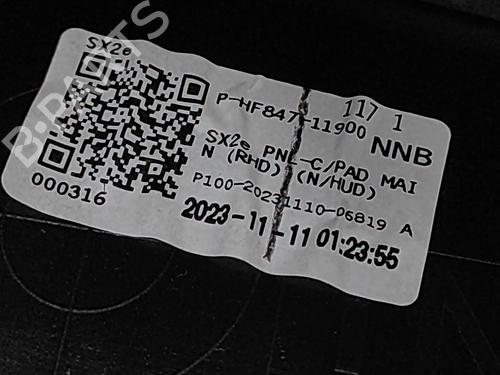 SX2e
117 1
P-HF847-11900
NNB
SX2e PNL-C/PAD MAI
N (RHD) (N/HUD)
P100-20231110-06819 A
000316
2023-11-11 01:23:55
B-PARTS